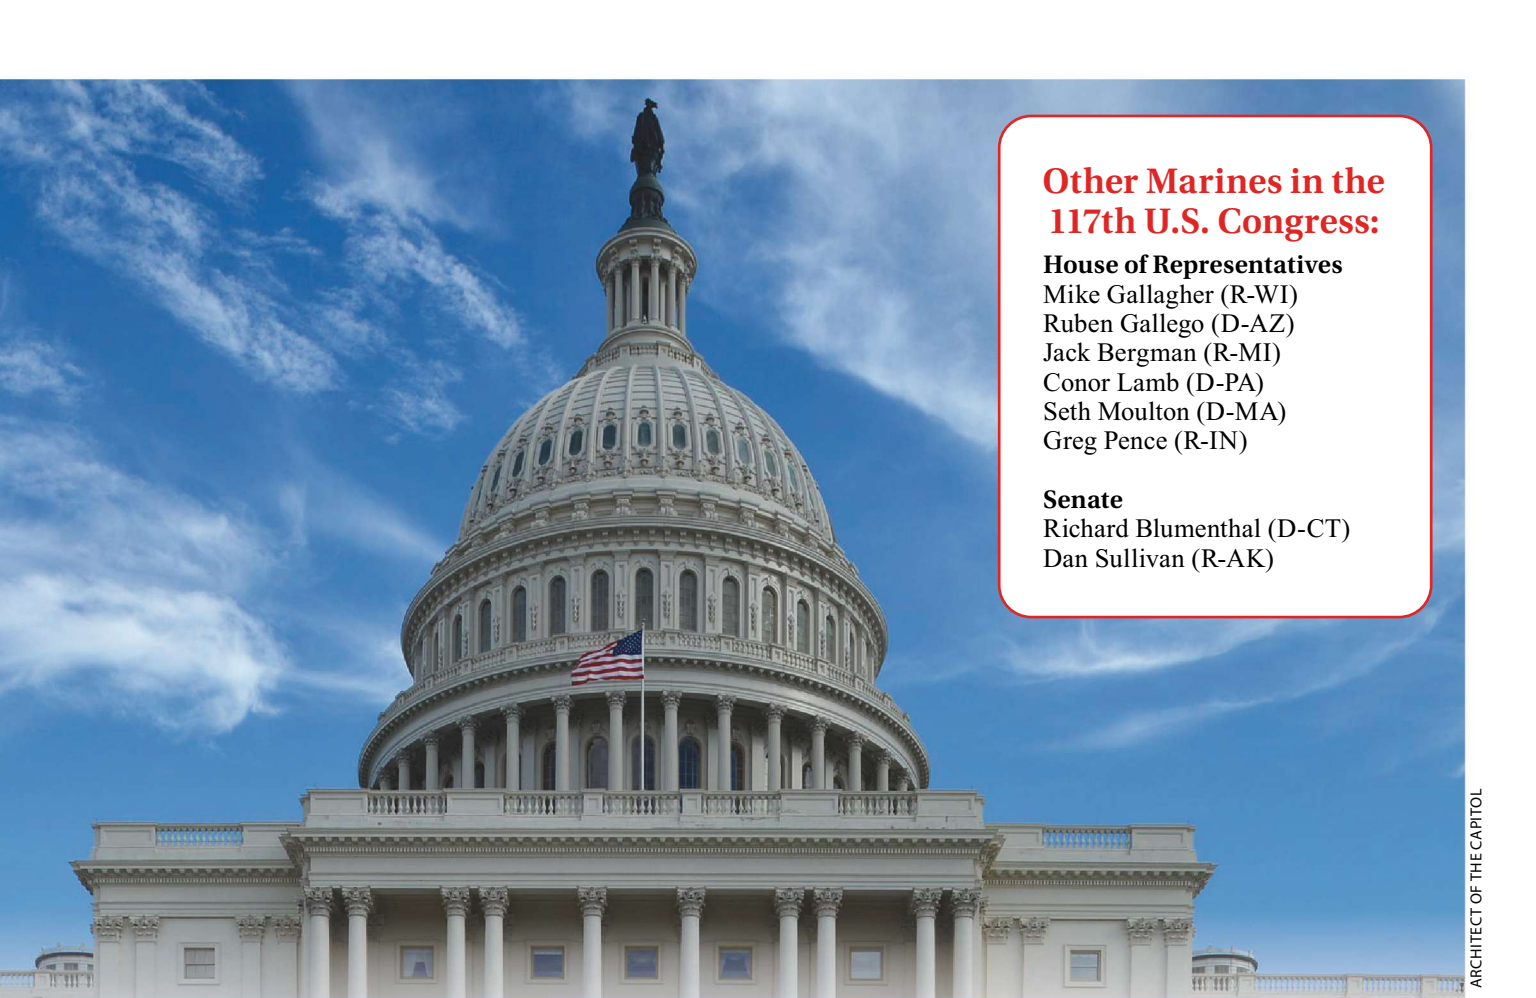 Other Marines in the
117th U.S. Congress:
House of Representatives
Mike Gallagher (R-WI)
Ruben Gallego (D-AZ)
Jack Bergman (R-MI)
Conor Lamb (D-PA)
Seth Moulton (D-MA)
Greg Pence (R-IN)
Senate
Richard Blumenthal (D-CT)
Dan Sullivan (R-AK)
ARCHITECT OF THE CAPITOL